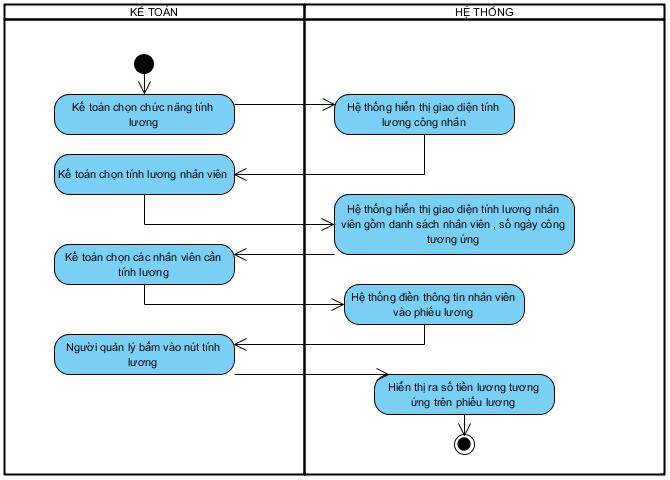 KẾ TOÁN
HỆ THỐNG
Kế toán chọn chức năng tính
lương
Hệ thống hiển thị giao diện tính
lương công nhân
Kế toán chọn tính lương nhân viên
Hệ thống hiển thị giao diện tính lương nhân
viên gồm danh sách nhân viên , số ngày công
tương ứng
Kế toán chọn các nhân viên cần
tính lương
Hệ thống điền thông tin nhân viên
vào phiếu lương
Người quản lý bấm vào nút tính
lương
Hiển thị ra số tiền lương tương
ứng trên phiếu lương